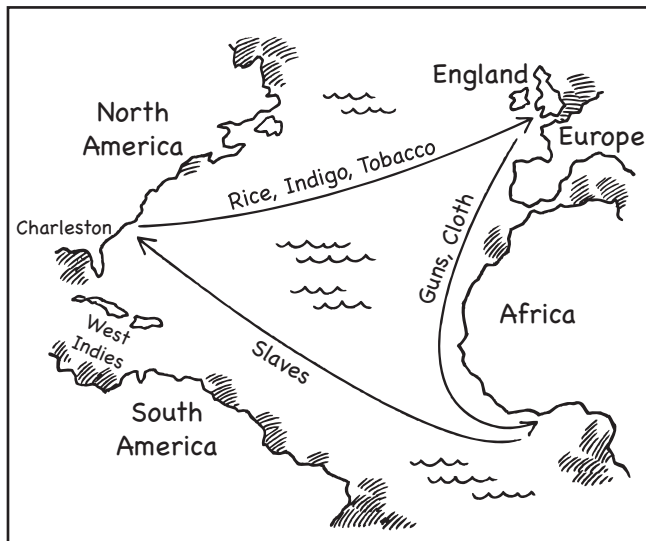 England
North
America
Europe
Rice, Indigo, Tobacco
Charleston
Guns, Cloth
Africa
West
Indies
Slaves
South
America